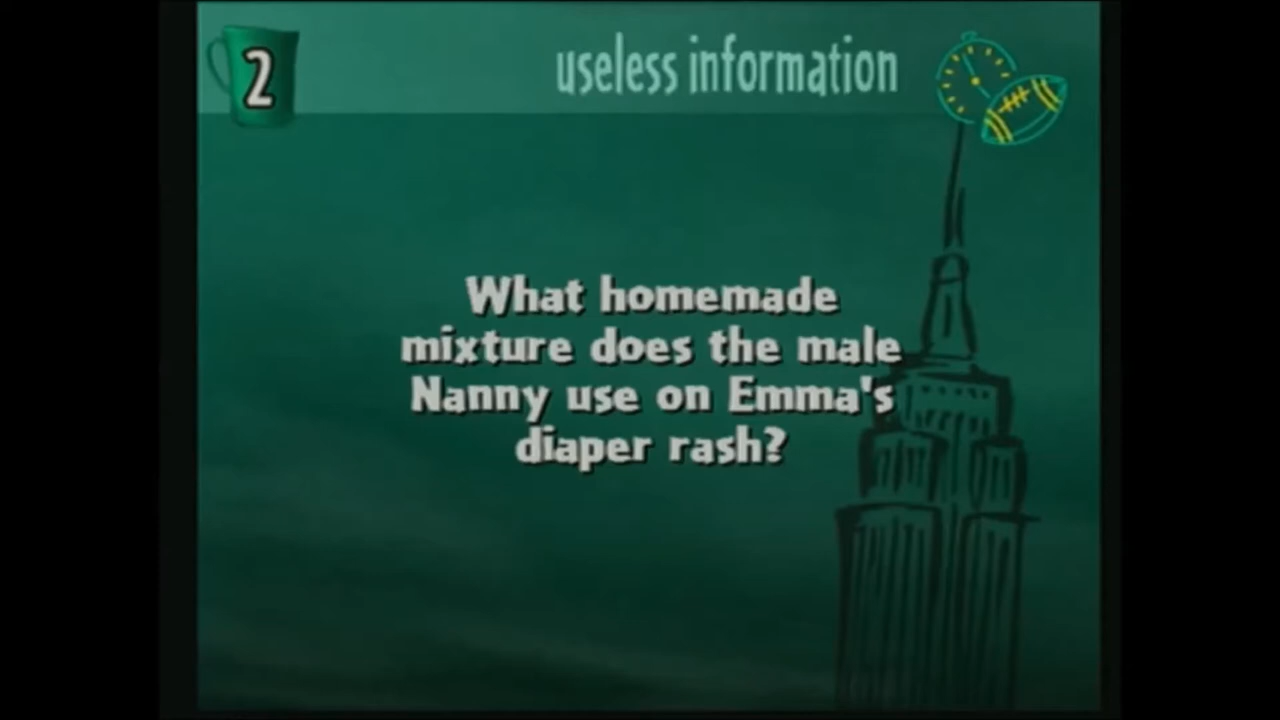 2
useless information
What homemade
mixture does the male
Nanny use on Emma's
diaper rash?